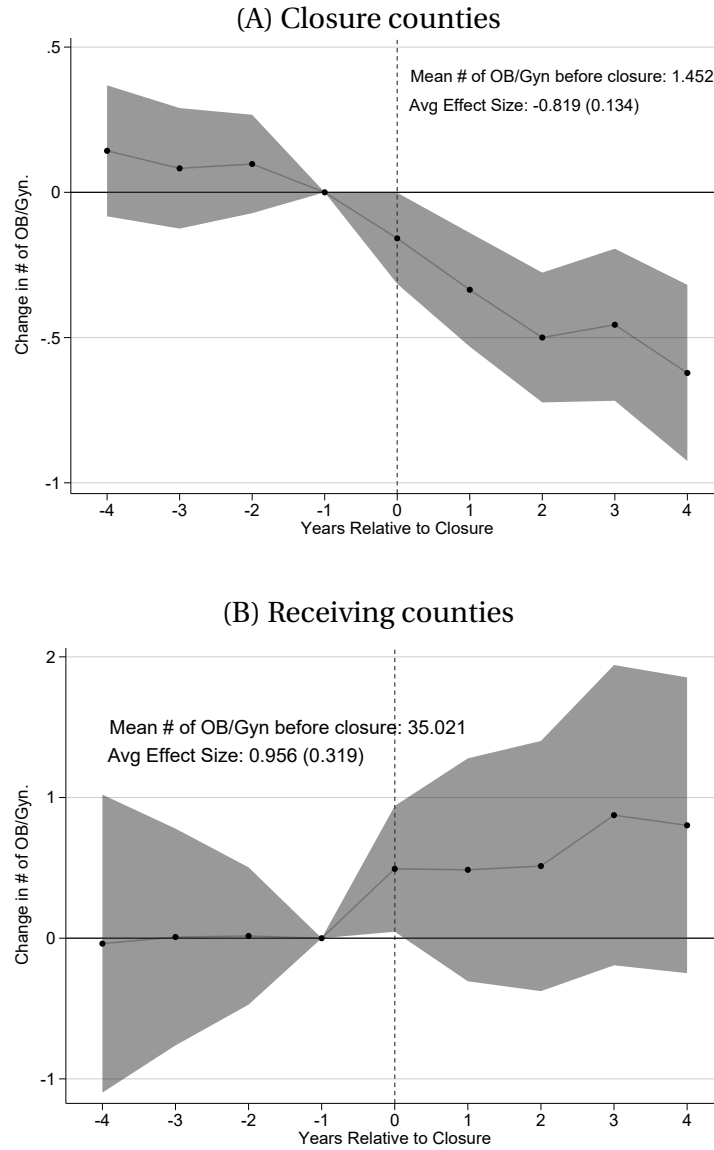 (A) Closure counties
.5
Mean # of OB/Gyn before closure: 1.452
Avg Effect Size: -0.819 (0.134)
0
Change in # of OB/Gyn.
-.5
-1
-4 -3 -2 -1 0 1 2 3 4
Years Relative to Closure
(B) Receiving counties
2
Mean # of OB/Gyn before closure: 35.021
Avg Effect Size: 0.956 (0.319)
1
Change in # of OB/Gyn.
0
-1
-4 -3 -2 -1 0 1 2 3 4
Years Relative to Closure